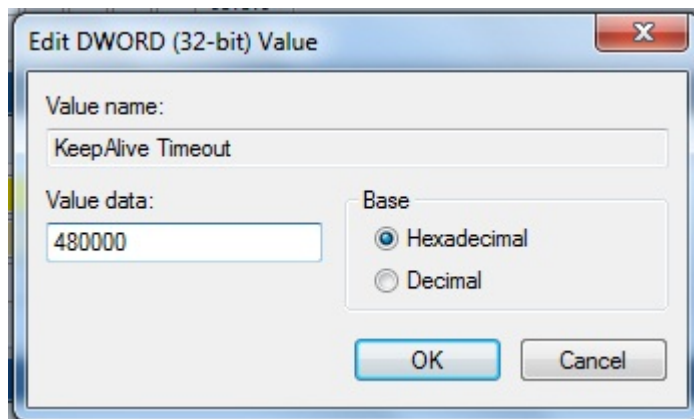 Edit DWORD (32-bit) Value
Value name:
KeepAlive Timeout
Value data:
480000
Base
Hexadecimal
Decimal
OK
Cancel